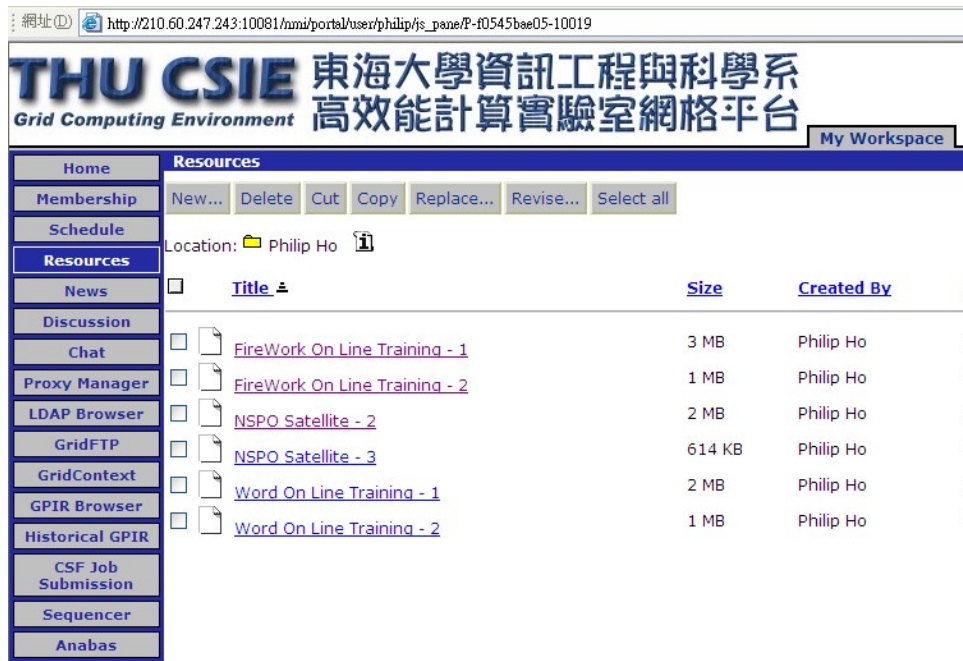 網址(D) http://210.60.247.243:10081/nmi/portal/user/philip/js_pane/P-f0545bae05-10019
THU CSIE 東海大學資訊工程與科學系
Grid Computing Environment 高效能計算實驗室網格平台
My Workspace
Home
Membership
Schedule
Resources
News
Discussion
Chat
Proxy Manager
LDAP Browser
GridFTP
GridContext
GPIR Browser
Historical GPIR
CSF Job
Submission
Sequencer
Anabas
Resources
New... Delete Cut Copy Replace... Revise... Select all
Location: Philip Ho
Title Size Created By
FireWork On Line Training - 1 3 MB Philip Ho
FireWork On Line Training - 2 1 MB Philip Ho
NSPO Satellite - 2 2 MB Philip Ho
NSPO Satellite - 3 614 KB Philip Ho
Word On Line Training - 1 2 MB Philip Ho
Word On Line Training - 2 1 MB Philip Ho